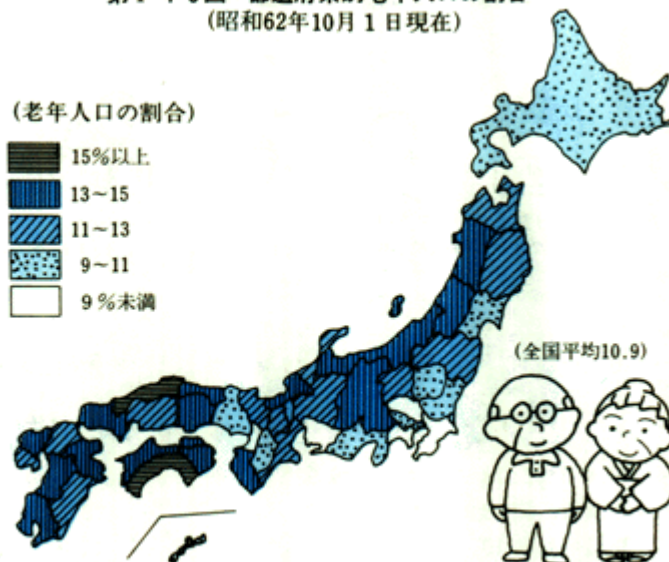 (昭和62年10月1日現在)
(老年人口の割合)
15%以上
13~15
11~13
9~11
9%未満
(全国平均10.9)